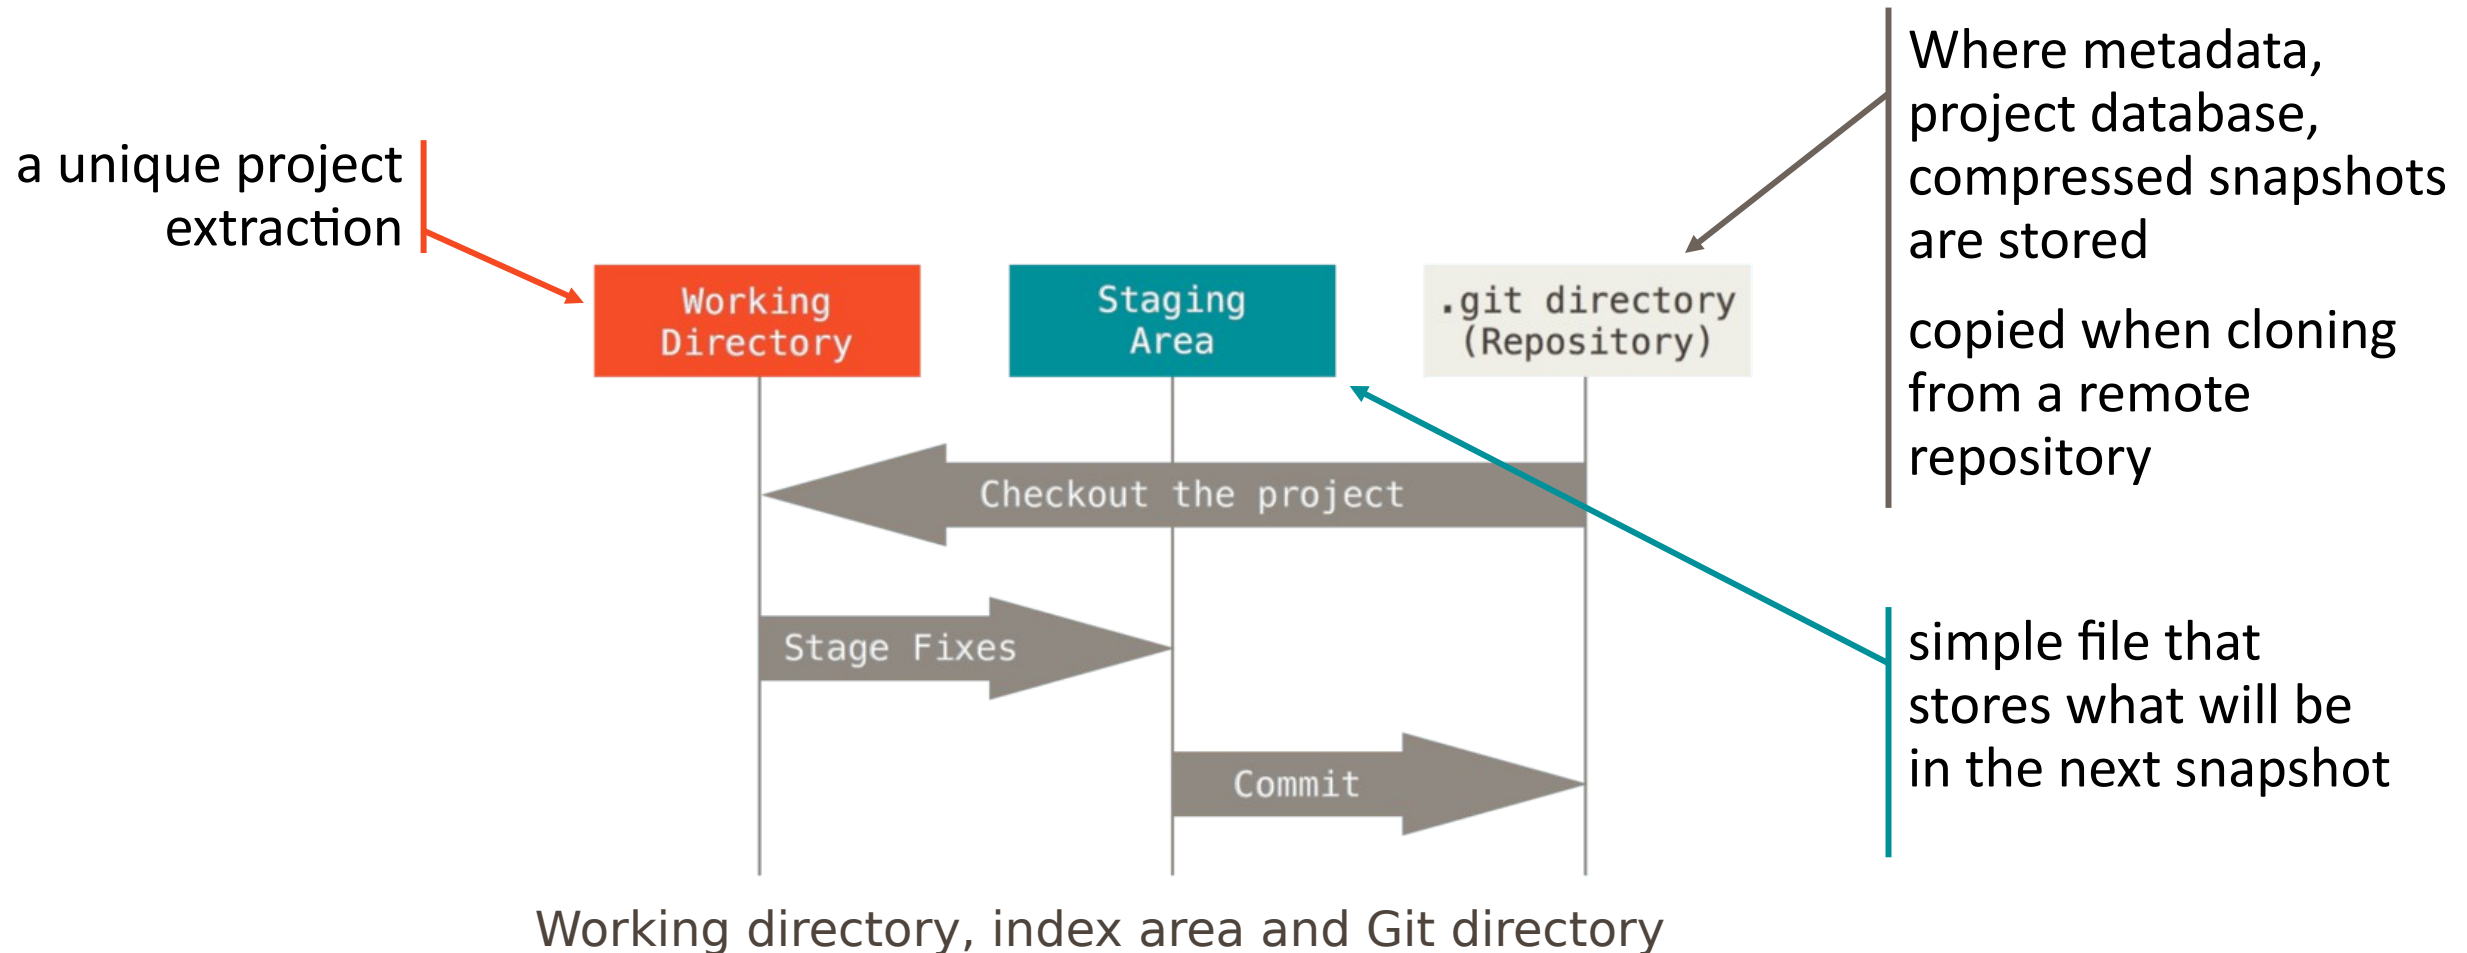 a unique project
extraction
Where metadata,
project database,
compressed snapshots
are stored
copied when cloning
from a remote
repository
Working
Directory
Staging
Area
.git directory
(Repository)
Checkout the project
Stage Fixes
Commit
simple file that
stores what will be
in the next snapshot
Working directory, index area and Git directory